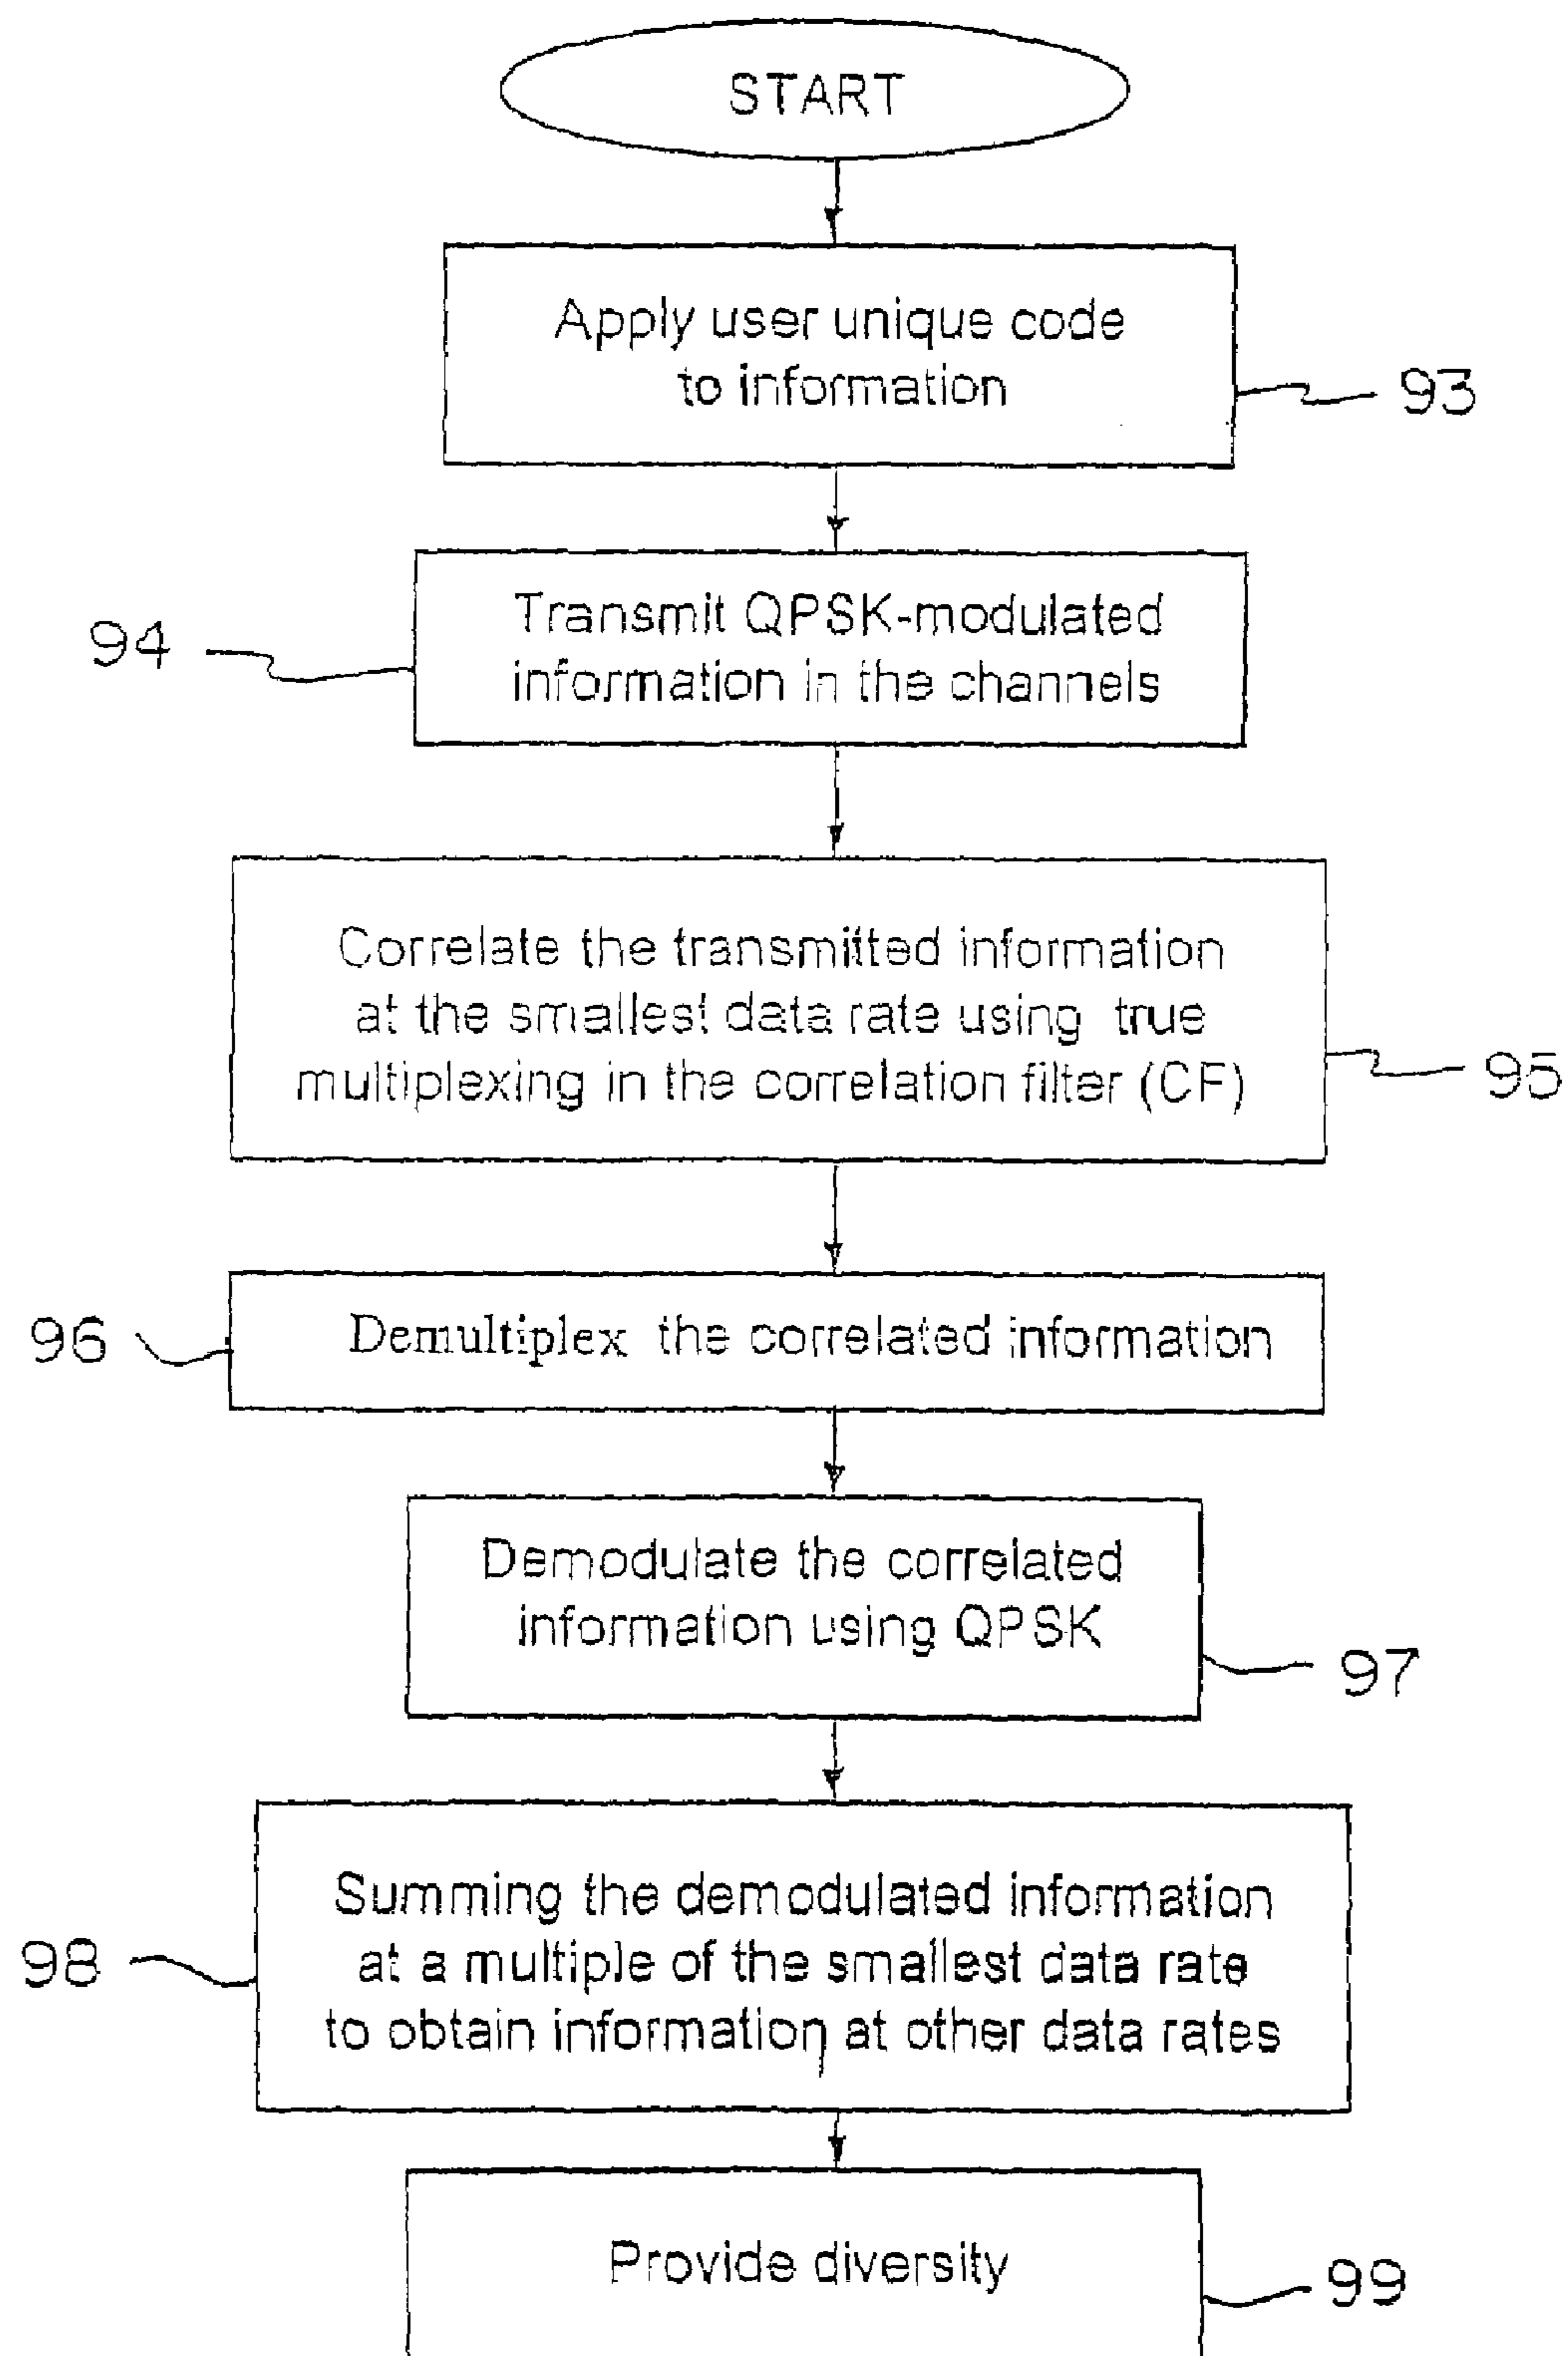 START
Apply user unique code
to information
93
Transmit QPSK-modulated
information in the channels
94
Correlate the transmitted information
at the smallest data rate using true
multiplexing in the correlation filter (CF)
95
96
Demultiplex the correlated information
Demodulate the correlated
information using QPSK
97
Summing the demodulated information
at a multiple of the smallest data rate
to obtain information at other data rates
98
Provide diversity
99